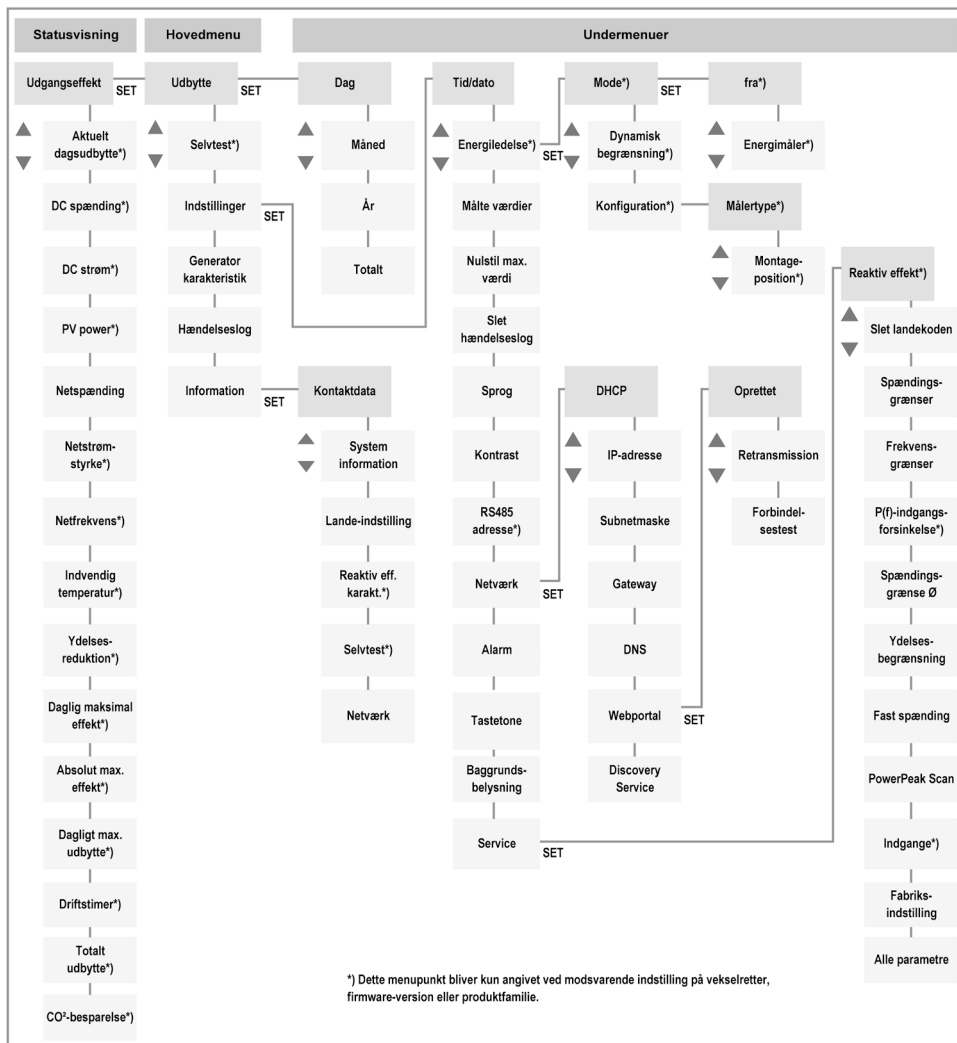 Statusvisning
Hovedmenu
Undermenuer
Udgangseffekt
SET
Udbytte
SET
Dag
Tid/dato
Mode*)
SET
fra*)
Aktuelt
dagsudbytte*)
DC spænding*)
DC strøm*)
PV power*)
Netspænding
Netstrøm-
styrke*)
Netfrekvens*)
Indvendig
temperatur*)
Ydelses-
reduktion*)
Daglig maksimal
effekt*)
Absolut max.
effekt*)
Dagligt max.
udbytte*)
Driftstimer*)
Totalt
udbytte*)
CO²-besparelse*)
Selvtest*)
Indstillinger
SET
Generator
karakteristik
Hændelseslog
Information
SET
Måned
År
Totalt
Kontaktdata
System
information
Lande-indstilling
Reaktiv eff.
karakt.*)
Selvtest*)
Netværk
Energiledelse*)
SET
Målte værdier
Nulstil max.
værdi
Slet
hændelseslog
Sprog
Kontrast
RS485
adresse*)
Netværk
SET
Alarm
Tastetone
Baggrunds-
belysning
Service
SET
Dynamisk
begrænsning*)
Konfiguration*)
Energimåler*)
Målertype*)
Montage-
position*)
DHCP
IP-adresse
Subnetmaske
Gateway
DNS
Webportal
SET
Discovery
Service
Oprettet
Retransmission
Forbindel-
sestest
Reaktiv effekt*)
Slet landekoden
Spændings-
grænser
Frekvens-
grænser
P(f)-indgangs-
forsinkelse*)
Spændings-
grænse Ø
Ydelses-
begrænsning
Fast spænding
PowerPeak Scan
Indgange*)
Fabriks-
indstilling
Alle parametre
*) Dette menupunkt bliver kun angivet ved modsvarende indstilling på vekselretter,
firmware-version eller produktfamilie.